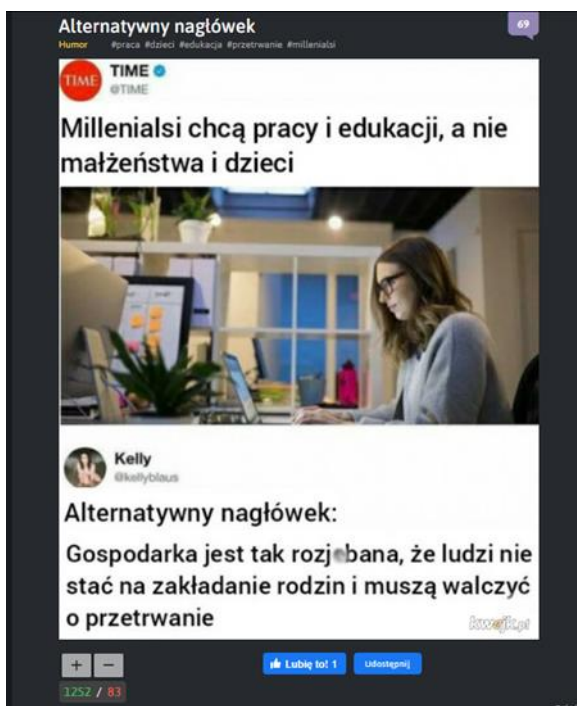 Alternatywny nagłówek
69
Humor #praca #dzieci #edukacja #przetrwanie #millenialsi
TIME
TIME
@TIME
Millenialsi chcą pracy i edukacji, a nie
małżeństwa i dzieci
Kelly
@kellyblaus
Alternatywny nagłówek:
Gospodarka jest tak rozj bana, że ludzi nie
stać na zakładanie rodzin i muszą walczyć
o przetrwanie
kwejk.pl
+ −
Lubię to! 1
Udostępnij
1252 / 83